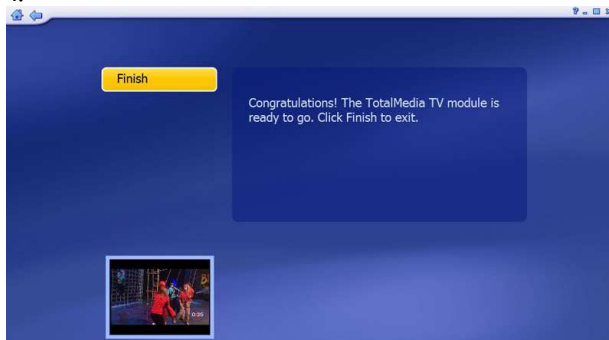 Finish
Congratulations! The TotalMedia TV module is
ready to go. Click Finish to exit.
0:35